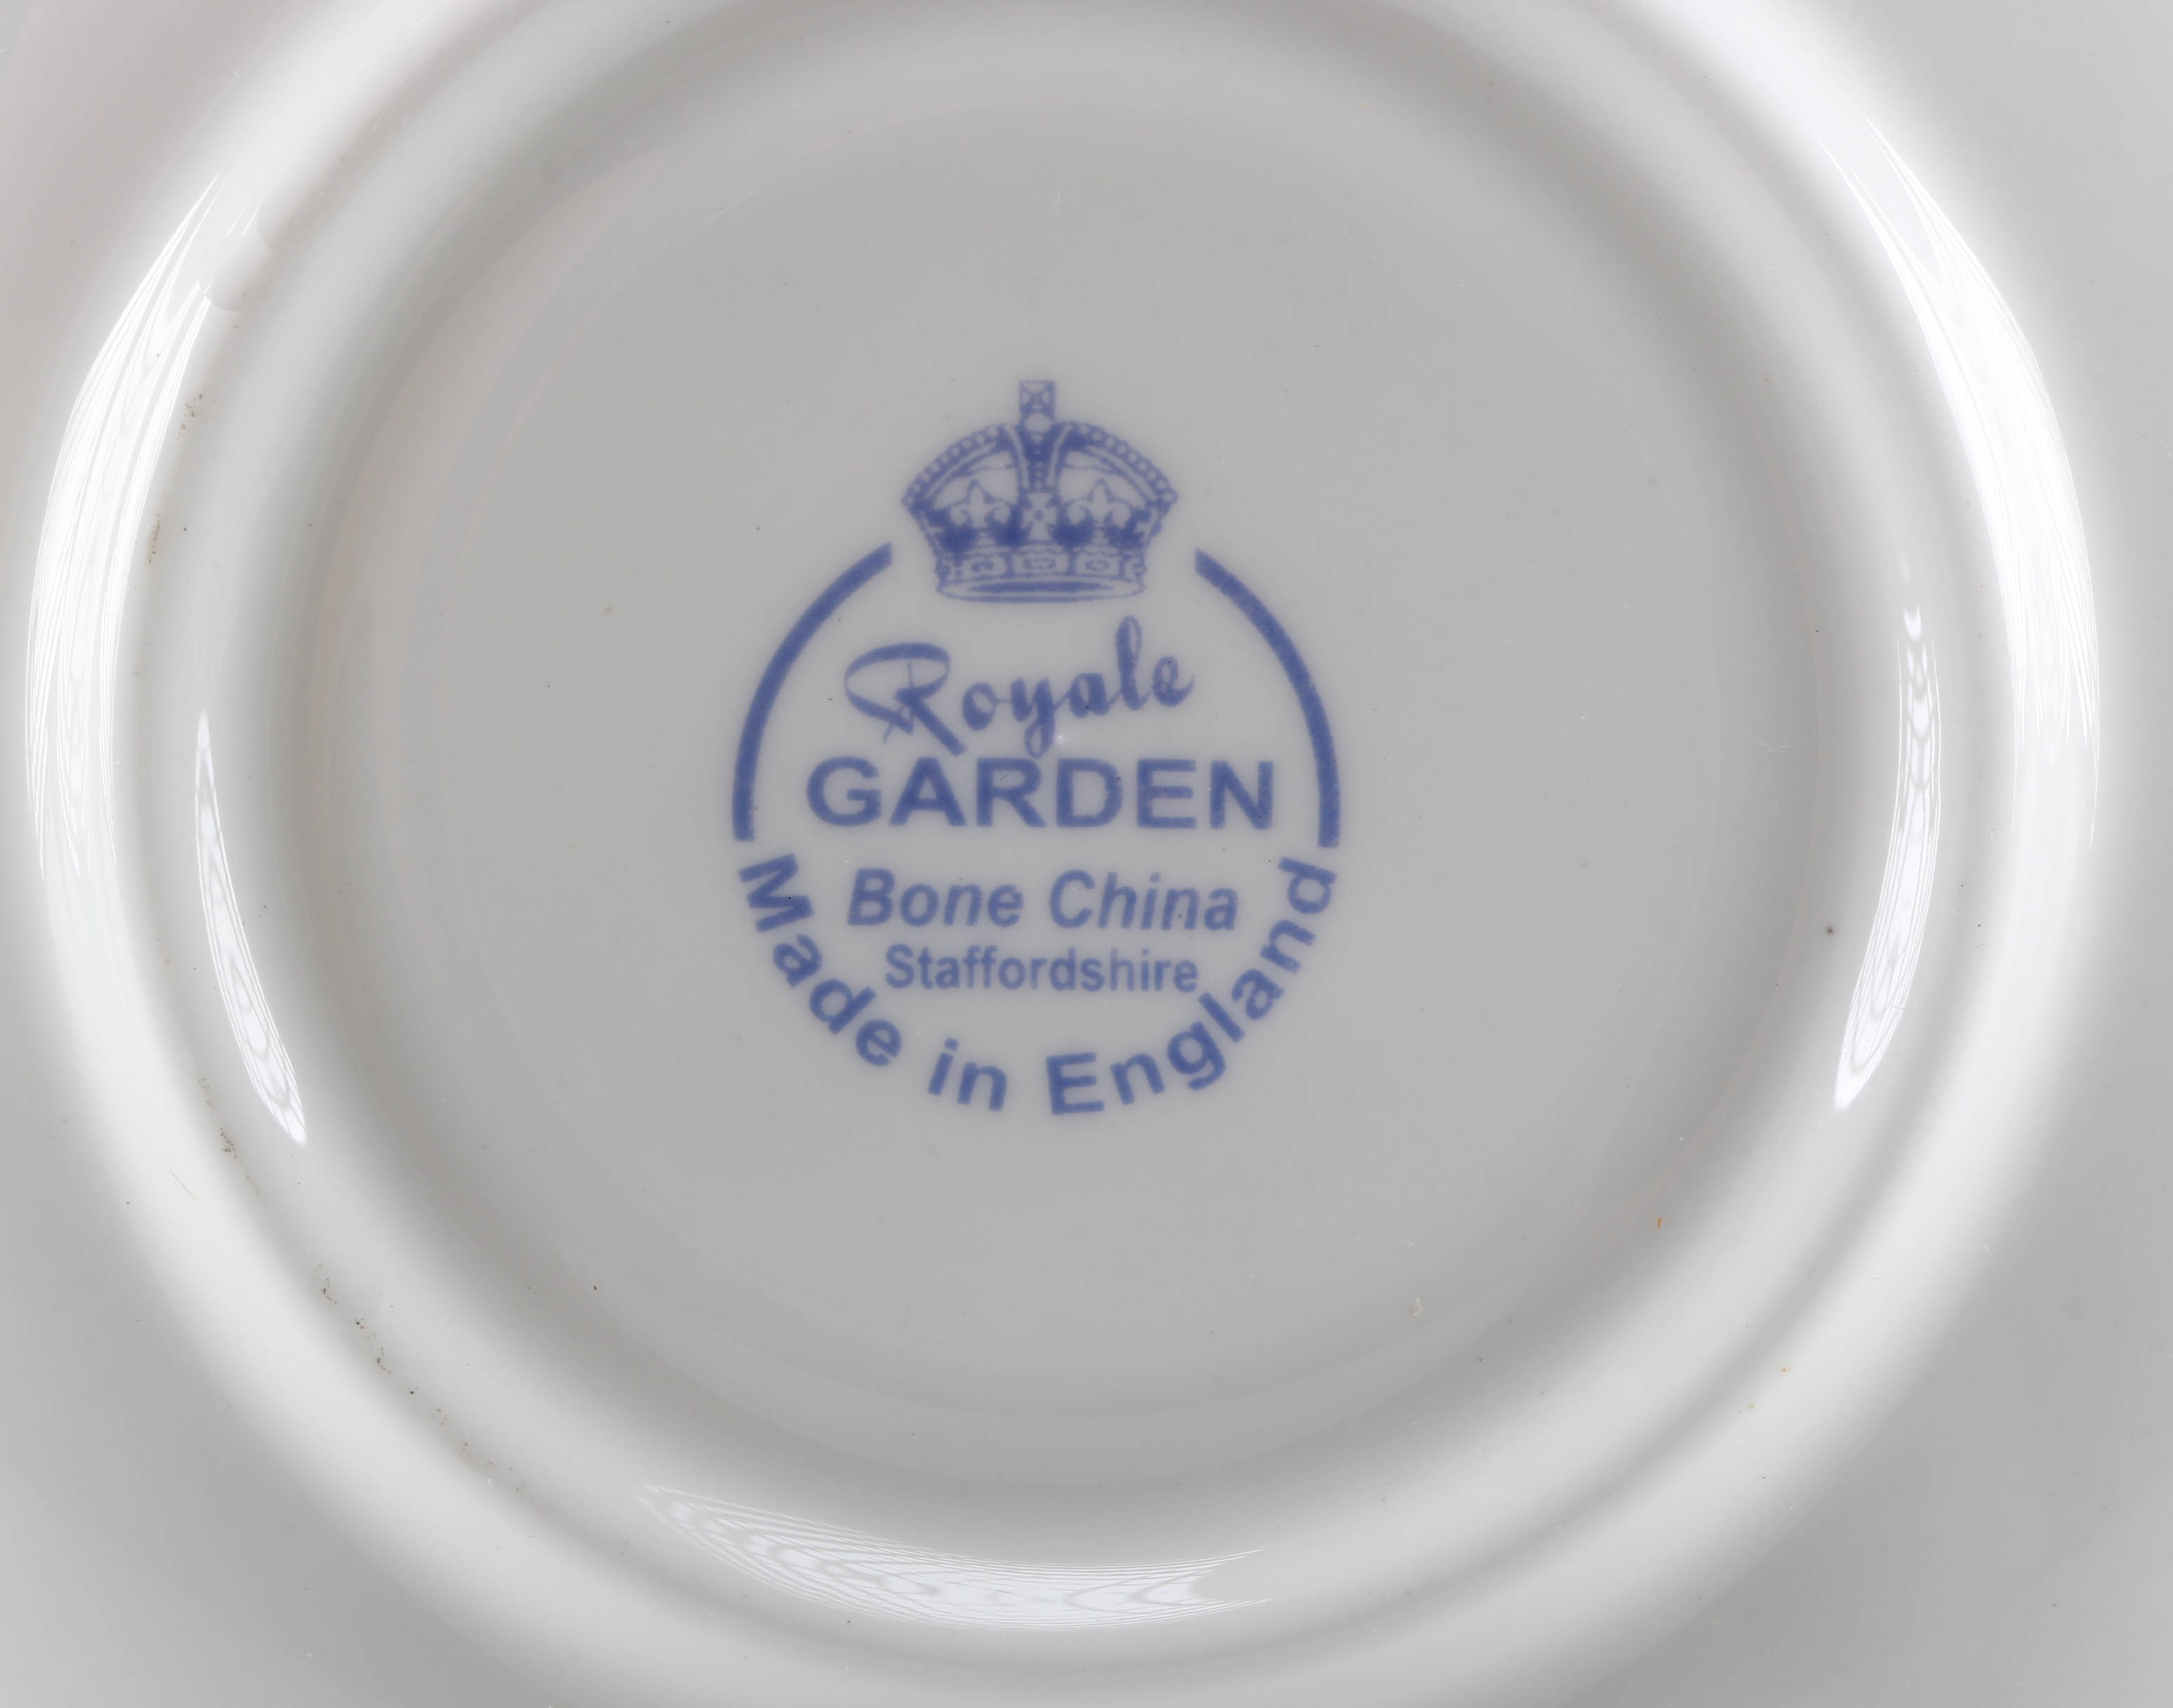 Royale
GARDEN
Bone China
Staffordshire
Made in England